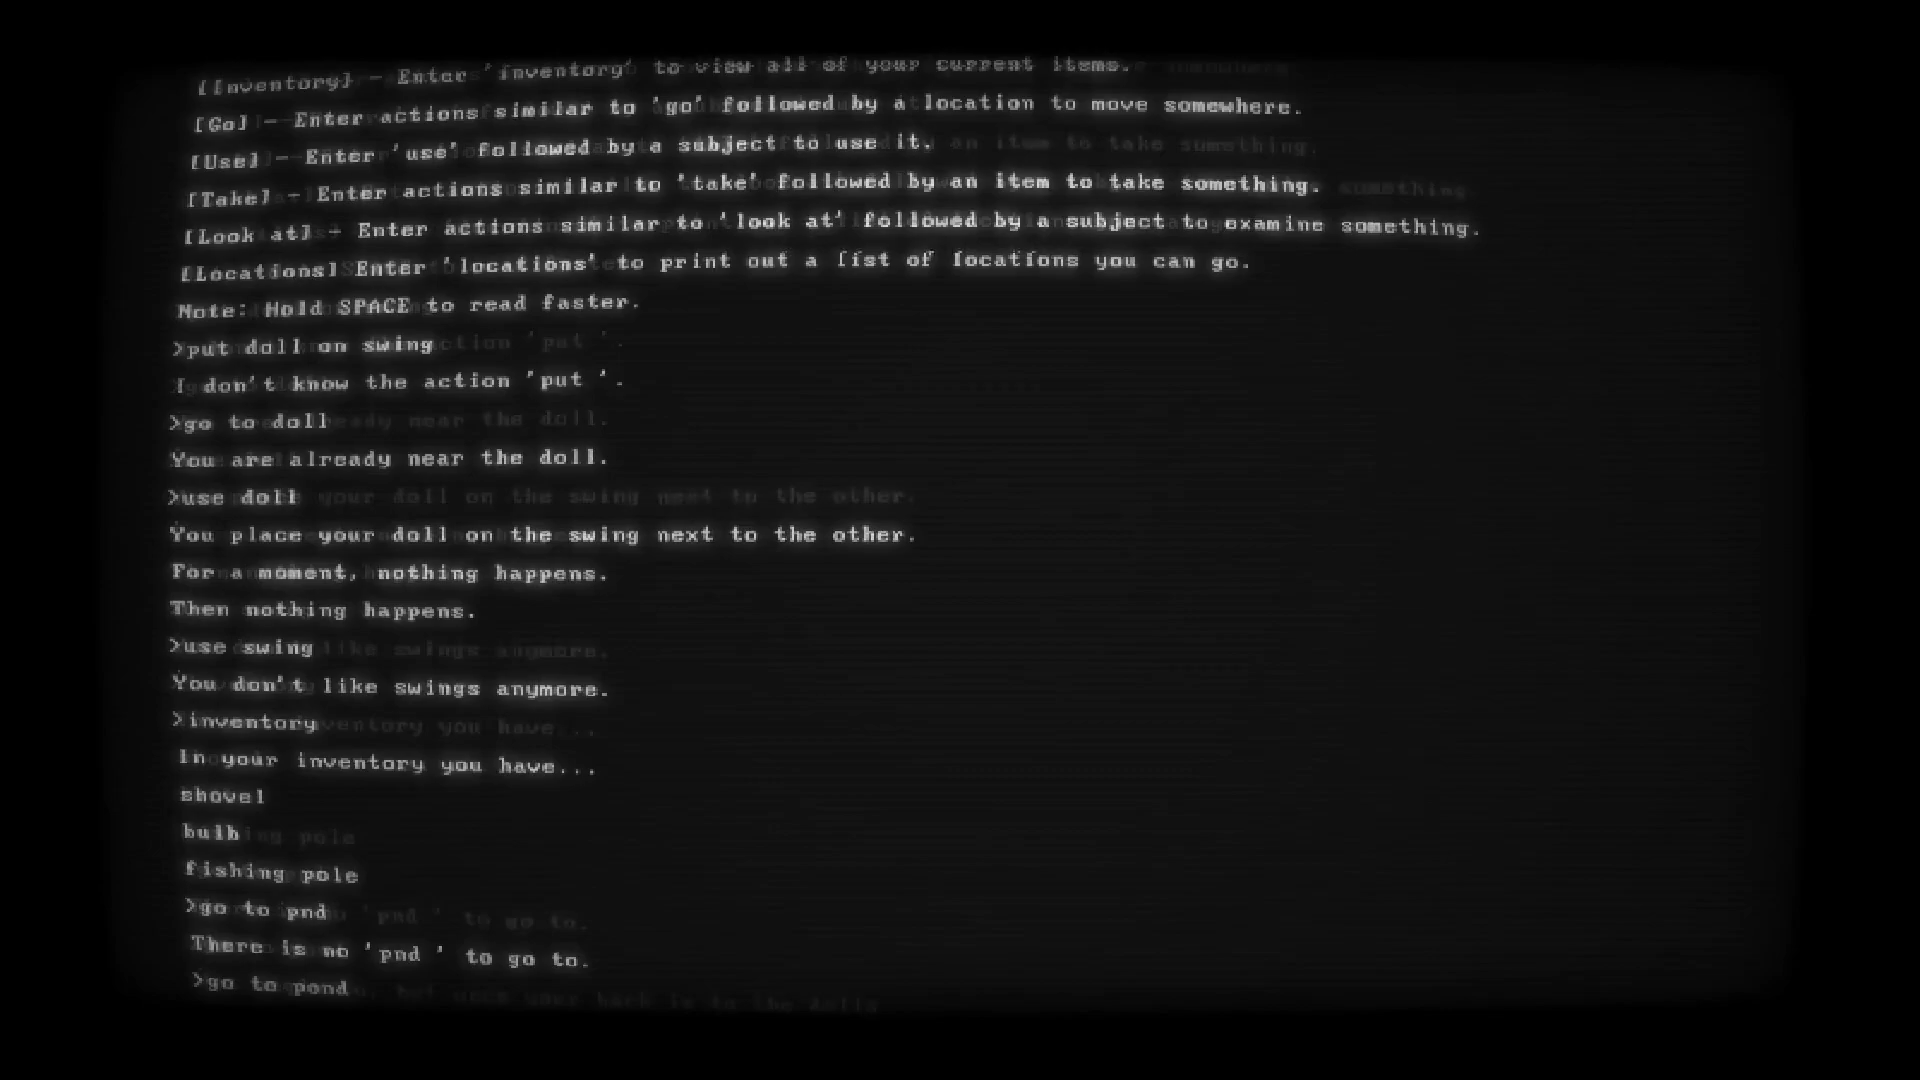 [Inventory] - Enter 'inventory' to view all of your current items.
[Go] - Enter actions similar to 'go' followed by a location to move somewhere.
[Use] - Enter 'use' followed by a subject to use it.
[Take] - Enter actions similar to 'take' followed by an item to take something.
[Look at] - Enter actions similar to 'look at' followed by a subject to examine something.
[Locations] Enter 'locations' to print out a list of locations you can go.
Note: Hold SPACE to read faster.
>put doll on swing
I don't know the action 'put '.
>go to doll
You are already near the doll.
>use doll
You place your doll on the swing next to the other.
For a moment, nothing happens.
Then nothing happens.
>use swing
You don't like swings anymore.
>inventory
In your inventory you have...
shovel
bulb
fishing pole
>go to pnd
There is no 'pnd ' to go to.
>go to pond